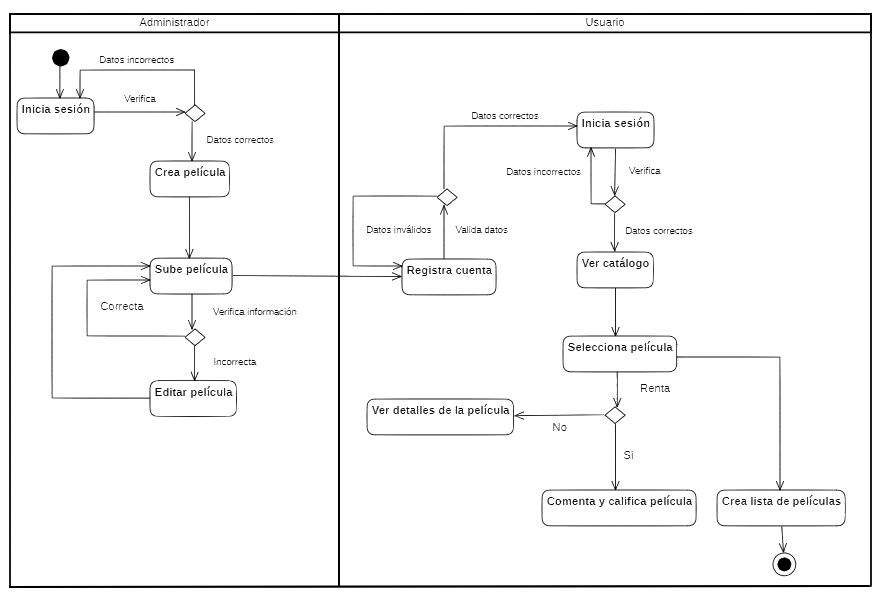 Administrador
Usuario
Datos incorrectos
Inicia sesión
Verifica
Datos correctos
Crea película
Sube película
Correcta
Verifica información
Incorrecta
Editar película
Datos correctos
Inicia sesión
Datos incorrectos
Verifica
Datos inválidos
Valida datos
Datos correctos
Registra cuenta
Ver catálogo
Selecciona película
Renta
Ver detalles de la película
No
Si
Comenta y califica película
Crea lista de películas